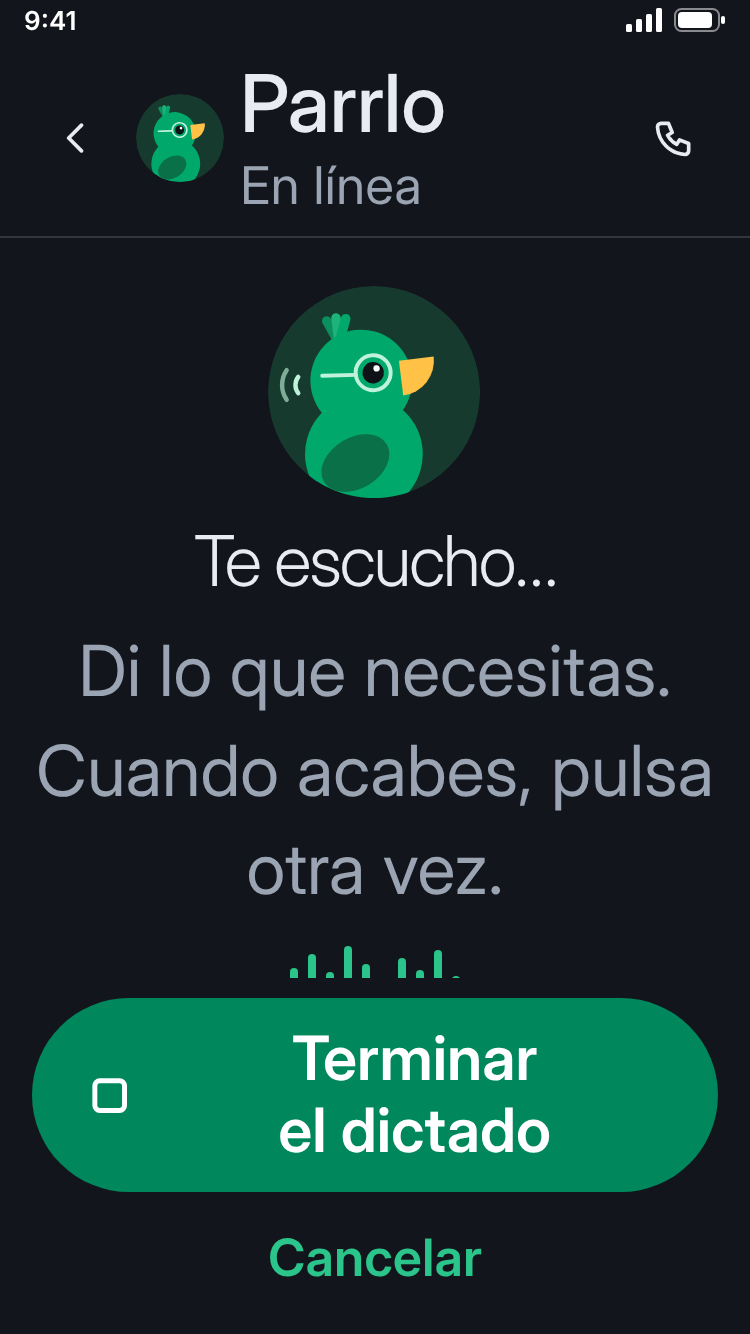 9:41
Parrlo
En línea
Te escucho...
Di lo que necesitas.
Cuando acabes, pulsa
otra vez.
Terminar
el dictado
Cancelar